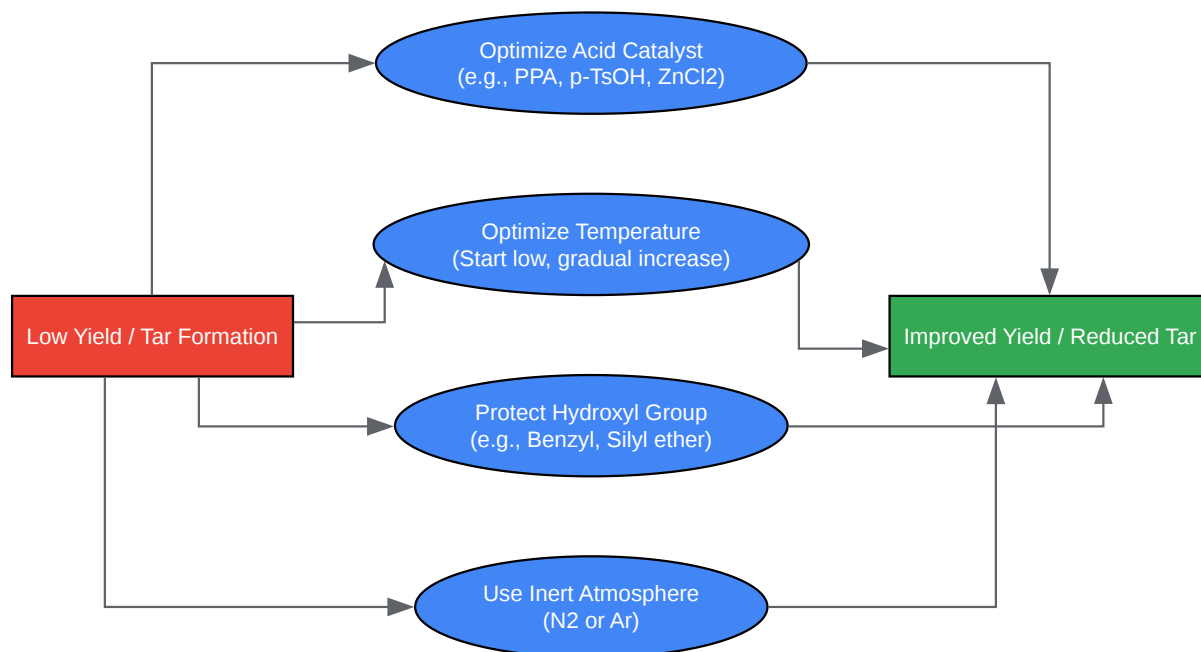 Optimize Acid Catalyst
(e.g., PPA, p-TsOH, ZnCl2)
Optimize Temperature
(Start low, gradual increase)
Low Yield / Tar Formation
Improved Yield / Reduced Tar
Protect Hydroxyl Group
(e.g., Benzyl, Silyl ether)
Use Inert Atmosphere
(N2 or Ar)